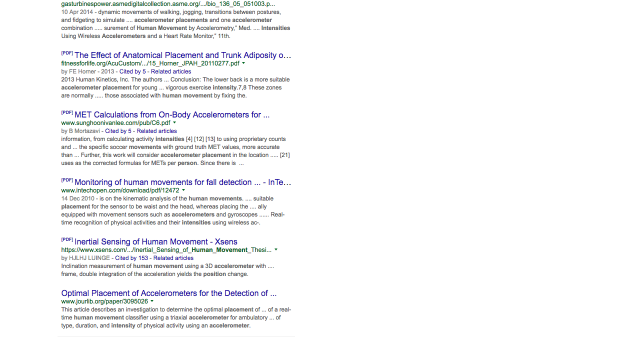 gasturbinespower.asmedigitalcollection.asme.org/.../bio_136_05_051003.p...
10 Apr 2014 - dynamic movements of walking, jogging, transitions between postures,
and fidgeting to simulate .... accelerometer placements and one accelerometer
combination ..... surement of Human Movement by Accelerometry," Med. .... Intensities
Using Wireless Accelerometers and a Heart Rate Monitor," 11th.
[PDF] The Effect of Anatomical Placement and Trunk Adiposity o...
fitnessforlife.org/AcuCustom/.../15_Horner_JPAH_20110277.pdf
by FE Horner - 2013 - Cited by 5 - Related articles
2013 Human Kinetics, Inc. The authors ... Conclusion: The lower back is a more suitable
accelerometer placement for young ... vigorous exercise intensity.7,8 These zones
are normally ..... those associated with human movement by fixing the.
[PDF] MET Calculations from On-Body Accelerometers for ...
www.sunghoonivanlee.com/pub/C6.pdf
by B Mortazavi - Cited by 5 - Related articles
information, from calculating activity intensities [4] [12] [13] to using proprietary counts
and ... the specific soccer movements with ground truth MET values, more accurate
than ... Further, this work will consider accelerometer placement in the location ..... [21]
uses as the corrected formulas for METs per person. Since there is ...
[PDF] Monitoring of human movements for fall detection ... - InTe...
www.intechopen.com/download/pdf/12472
14 Dec 2010 - is on the kinematic analysis of the human movements. .... suitable
placement for the sensor to be waist and the head, whereas placing the .... ally
equipped with movement sensors such as accelerometers and gyroscopes ...... Real-
time recognition of physical activities and their intensities using wireless ac-.
[PDF] Inertial Sensing of Human Movement - Xsens
https://www.xsens.com/.../Inertial_Sensing_of_Human_Movement_Thesi...
by HJLHJ LUINGE - Cited by 153 - Related articles
Inclination measurement of human movement using a 3D accelerometer with ....
frame, double integration of the acceleration yields the position change.
Optimal Placement of Accelerometers for the Detection of ...
www.jourlib.org/paper/3095026
This article describes an investigation to determine the optimal placement of ... of a real-
time human movement classifier using a triaxial accelerometer for ambulatory ... of
type, duration, and intensity of physical activity using an accelerometer.